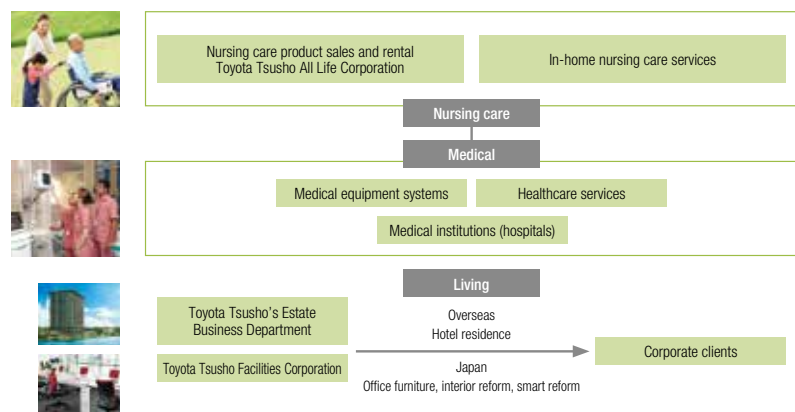 Nursing care product sales and rental
Toyota Tsusho All Life Corporation
In-home nursing care services
Nursing care
Medical
Medical equipment systems
Healthcare services
Medical institutions (hospitals)
Living
Toyota Tsusho's Estate
Business Department
Toyota Tsusho Facilities Corporation
Overseas
Hotel residence
Japan
Office furniture, interior reform, smart reform
Corporate clients